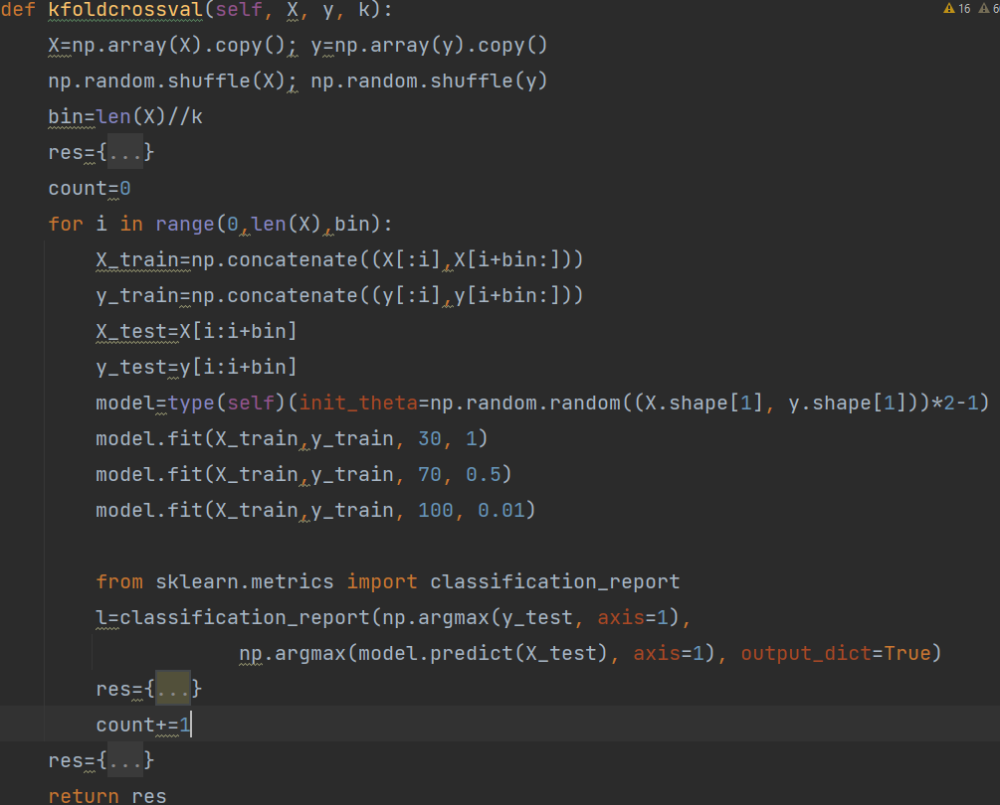 def kfoldcrossval(self, X, y, k):
16 6
    X=np.array(X).copy(); y=np.array(y).copy()
    np.random.shuffle(X); np.random.shuffle(y)
    bin=len(X)//k
    res={...}
    count=0
    for i in range(0,len(X),bin):
        X_train=np.concatenate((X[:i],X[i+bin:]))
        y_train=np.concatenate((y[:i],y[i+bin:]))
        X_test=X[i:i+bin]
        y_test=y[i:i+bin]
        model=type(self)(init_theta=np.random.random((X.shape[1], y.shape[1]))*2-1)
        model.fit(X_train,y_train, 30, 1)
        model.fit(X_train,y_train, 70, 0.5)
        model.fit(X_train,y_train, 100, 0.01)
        from sklearn.metrics import classification_report
        l=classification_report(np.argmax(y_test, axis=1),
                    np.argmax(model.predict(X_test), axis=1), output_dict=True)
        res={...}
        count+=1
    res={...}
    return res